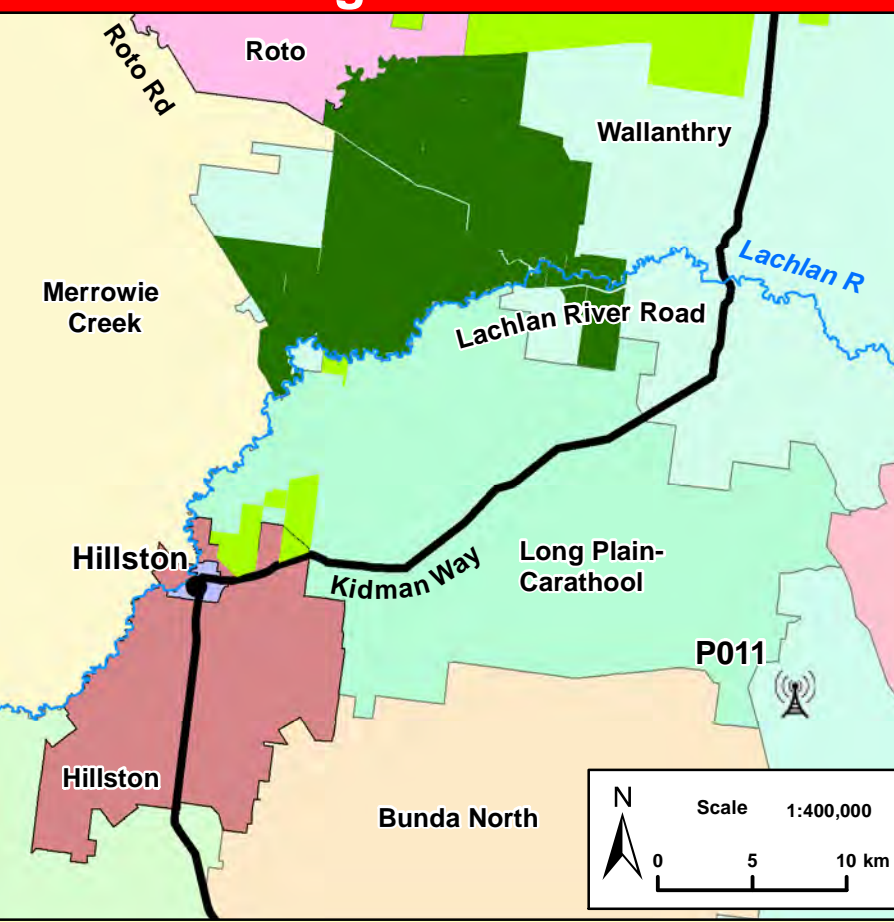 Roto
Roto Rd
Wallanthry
Lachlan R
Merrowie
Creek
Lachlan River Road
Hillston
Kidman Way
Long Plain-
Carathool
P011
Hillston
Bunda North
N
Scale 1:400,000
0 5 10 km